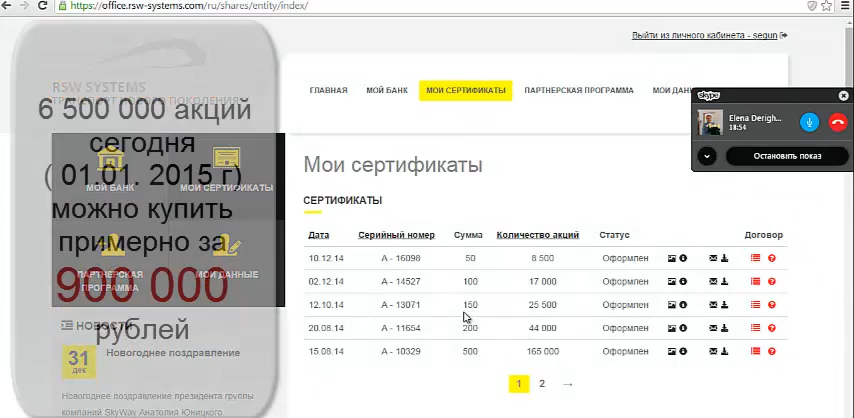 https://office.rsw-systems.com/ru/shares/entity/index/
Выйти из личного кабинета - segun
RSW SYSTEMS
ТРАНСПОРТ НОВОГО ПОКОЛЕНИЯ
ГЛАВНАЯ МОЙ БАНК МОИ СЕРТИФИКАТЫ ПАРТНЕРСКАЯ ПРОГРАММА МОИ ДАН
skype
Elena Derigh...
18:54
Остановить показ
6 500 000 акций
сегодня
( 01.01. 2015 г)
можно купить
примерно за
900 000
рублей
МОЙ БАНК МОИ СЕРТИФИКАТЫ
ПАРТНЕРСКАЯ ПРОГРАММА МОИ ДАННЫЕ
НОВОСТИ
31 дек Новогоднее поздравление
Новогоднее поздравление президента группы
компаний SkyWay Анатолия Юницкого
Мои сертификаты
СЕРТИФИКАТЫ
Дата Серийный номер Сумма Количество акций Статус Договор
10.12.14 A - 16098 50 6 500 Оформлен
02.12.14 A - 14527 100 17 000 Оформлен
12.10.14 A - 13071 150 25 500 Оформлен
20.08.14 A - 11654 200 44 000 Оформлен
15.08.14 A - 10329 500 165 000 Оформлен
1 2 →